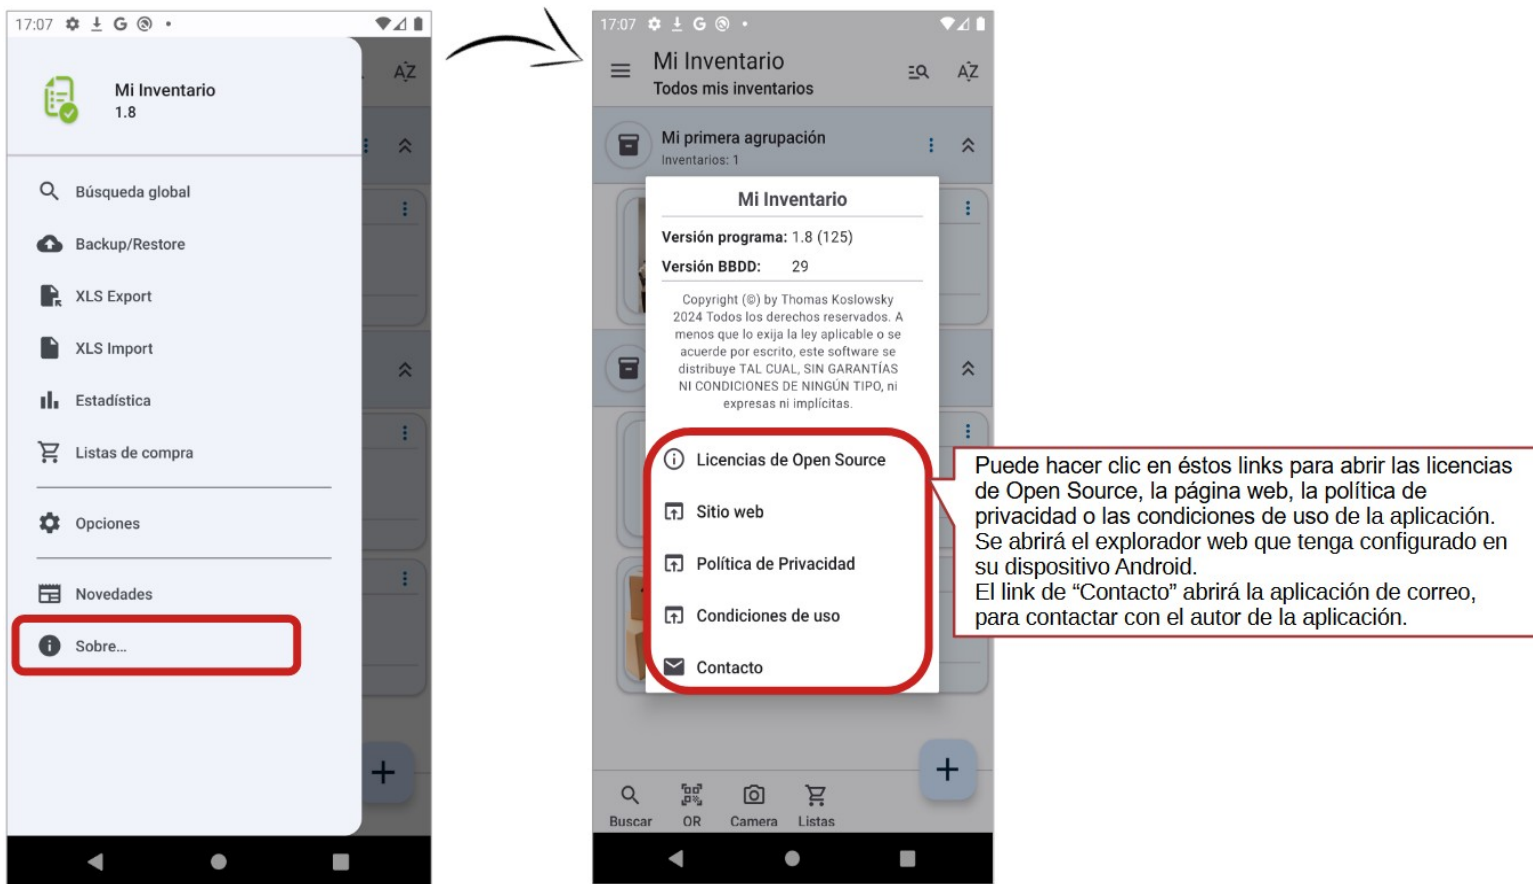 17:07
Mi Inventario
1.8
Búsqueda global
Backup/Restore
XLS Export
XLS Import
Estadística
Listas de compra
Opciones
Novedades
Sobre...
17:07
Mi Inventario
Todos mis inventarios
Mi primera agrupación
Inventarios: 1
Mi Inventario
Versión programa: 1.8 (125)
Versión BBDD: 29
Copyright (©) by Thomas Koslowsky
2024 Todos los derechos reservados. A
menos que lo exija la ley aplicable o se
acuerde por escrito, este software se
distribuye TAL CUAL, SIN GARANTÍAS
NI CONDICIONES DE NINGÚN TIPO, ni
expresas ni implícitas.
Licencias de Open Source
Sitio web
Política de Privacidad
Condiciones de uso
Contacto
Buscar QR Camera Listas
Puede hacer clic en éstos links para abrir las licencias
de Open Source, la página web, la política de
privacidad o las condiciones de uso de la aplicación.
Se abrirá el explorador web que tenga configurado en
su dispositivo Android.
El link de “Contacto” abrirá la aplicación de correo,
para contactar con el autor de la aplicación.